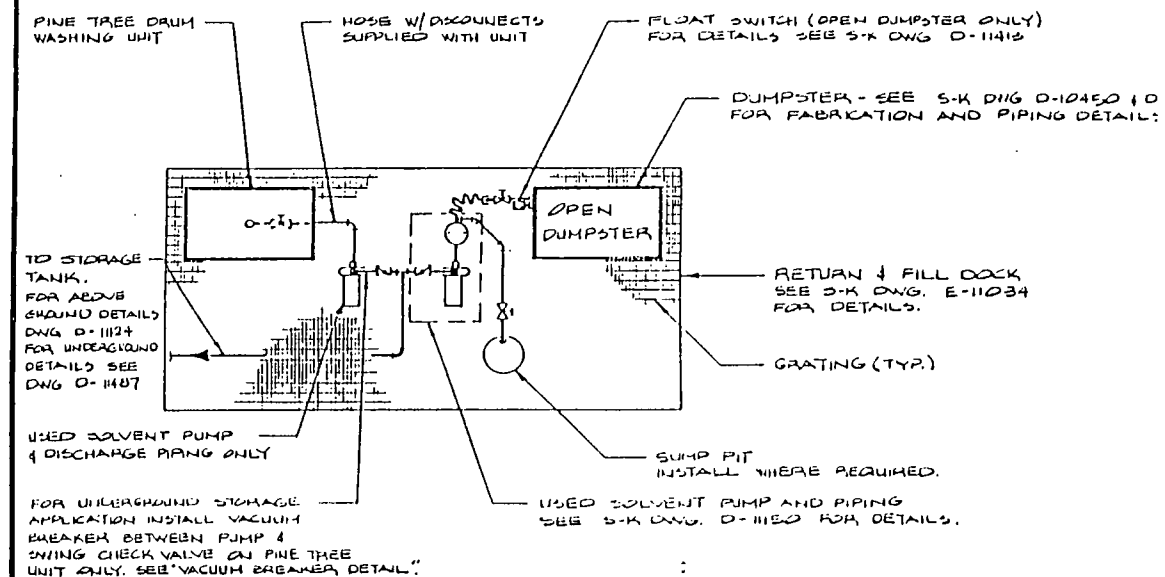 PINE TREE DRUM
WASHING UNIT
HOSE W/DISCONNECTS
SUPPLIED WITH UNIT
FLOAT SWITCH (OPEN DUMPSTER ONLY)
FOR DETAILS SEE S-K DWG D-11415
DUMPSTER - SEE S-K DWG D-10450 & D
FOR FABRICATION AND PIPING DETAILS
OPEN
DUMPSTER
TO STORAGE
TANK.
FOR ABOVE
GROUND DETAILS
DWG D-11124
FOR UNDERGROUND
DETAILS SEE
DWG D-11487
RETURN & FILL DOCK
SEE S-K DWG. E-11034
FOR DETAILS.
GRATING (TYP.)
USED SOLVENT PUMP
& DISCHARGE PIPING ONLY
SUMP PIT
INSTALL WHERE REQUIRED.
FOR UNDERGROUND STORAGE
APPLICATION INSTALL VACUUM
BREAKER BETWEEN PUMP &
SWING CHECK VALVE ON PINE TREE
UNIT ONLY. SEE "VACUUM BREAKER DETAIL".
USED SOLVENT PUMP AND PIPING
SEE S-K DWG. D-11150 FOR DETAILS.